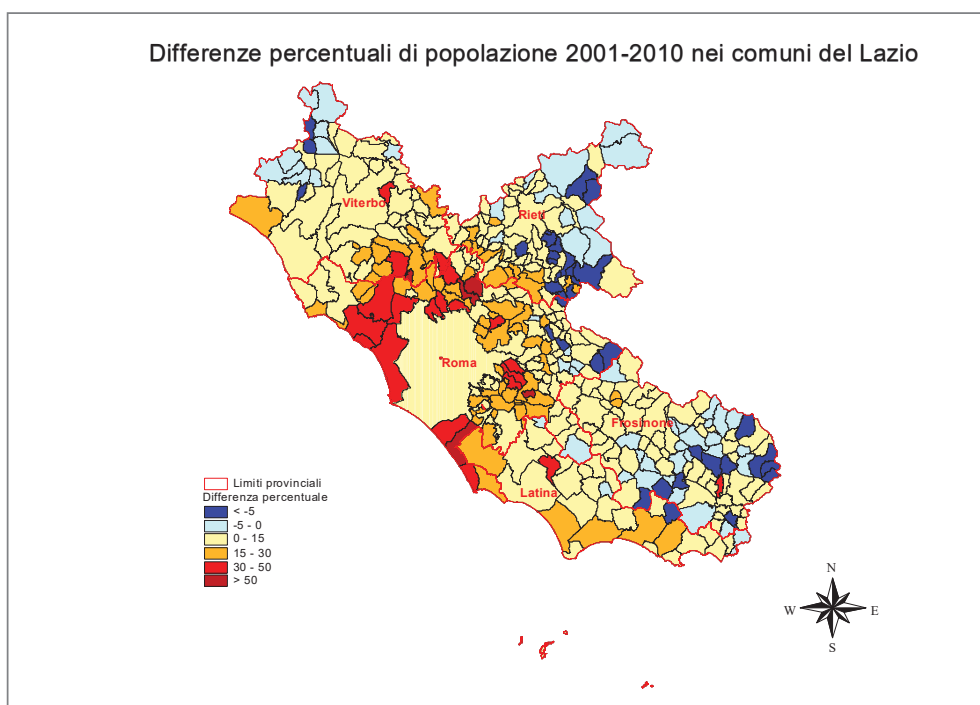 Differenze percentuali di popolazione 2001-2010 nei comuni del Lazio
Viterbo
Rieti
Roma
Frosinone
Latina
Limiti provinciali
Differenza percentuale
< -5
-5 - 0
0 - 15
15 - 30
30 - 50
> 50
N
W
E
S